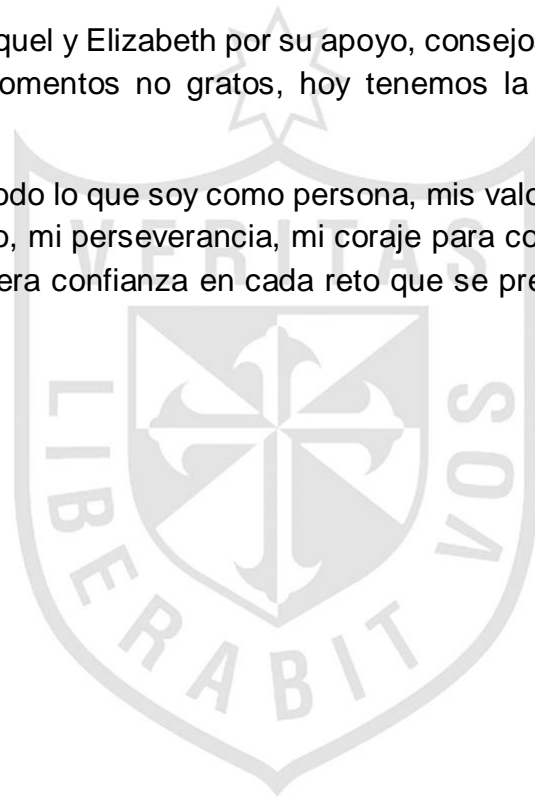 quel y Elizabeth por su apoyo, consejos
omentos no gratos, hoy tenemos la
odo lo que soy como persona, mis valo
o, mi perseverancia, mi coraje para co
era confianza en cada reto que se pre
VERITAS
LIBERABIT VOS